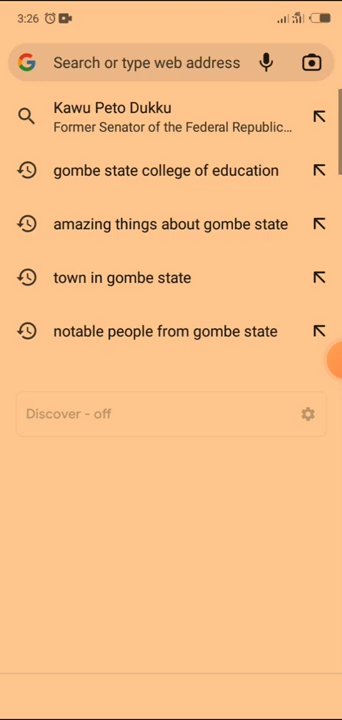 3:26
Search or type web address
Kawu Peto Dukku
Former Senator of the Federal Republic...
gombe state college of education
amazing things about gombe state
town in gombe state
notable people from gombe state
Discover - off